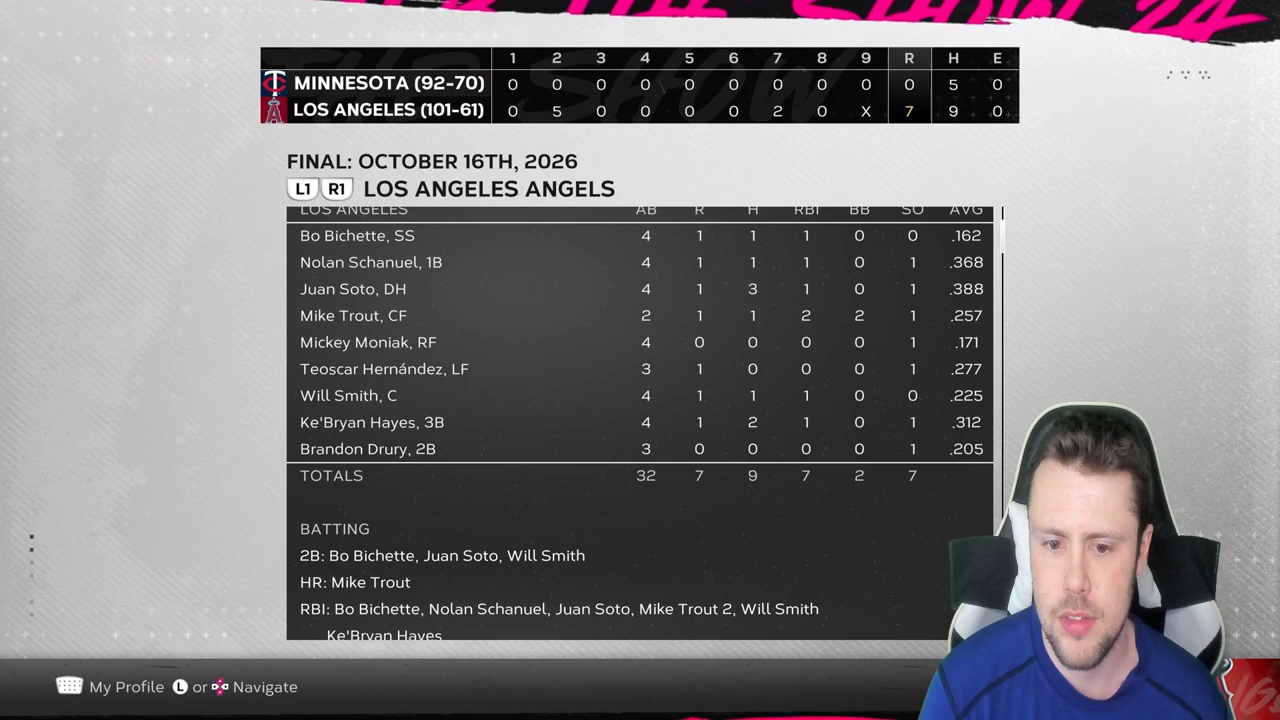 THE SHOW 24
1 2 3 4 5 6 7 8 9 R H E
MINNESOTA (92-70) 0 0 0 0 0 0 0 0 0 0 5 0
LOS ANGELES (101-61) 0 5 0 0 0 0 2 0 X 7 9 0
FINAL: OCTOBER 16TH, 2026
L1 R1 LOS ANGELES ANGELS
LOS ANGELES AB R H RBI BB SO AVG
Bo Bichette, SS 4 1 1 1 0 0 .162
Nolan Schanuel, 1B 4 1 1 1 0 1 .368
Juan Soto, DH 4 1 3 1 0 1 .388
Mike Trout, CF 2 1 1 2 2 1 .257
Mickey Moniak, RF 4 0 0 0 0 1 .171
Teoscar Hernández, LF 3 1 0 0 0 1 .277
Will Smith, C 4 1 1 1 0 0 .225
Ke'Bryan Hayes, 3B 4 1 2 1 0 1 .312
Brandon Drury, 2B 3 0 0 0 0 1 .205
TOTALS 32 7 9 7 2 7
BATTING
2B: Bo Bichette, Juan Soto, Will Smith
HR: Mike Trout
RBI: Bo Bichette, Nolan Schanuel, Juan Soto, Mike Trout 2, Will Smith
Ke'Bryan Hayes
My Profile L or Navigate